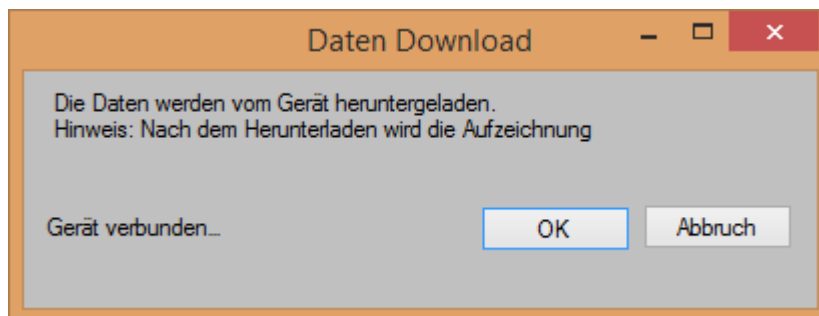 Daten Download
Die Daten werden vom Gerät heruntergeladen.
Hinweis: Nach dem Herunterladen wird die Aufzeichnung
Gerät verbunden...
OK
Abbruch